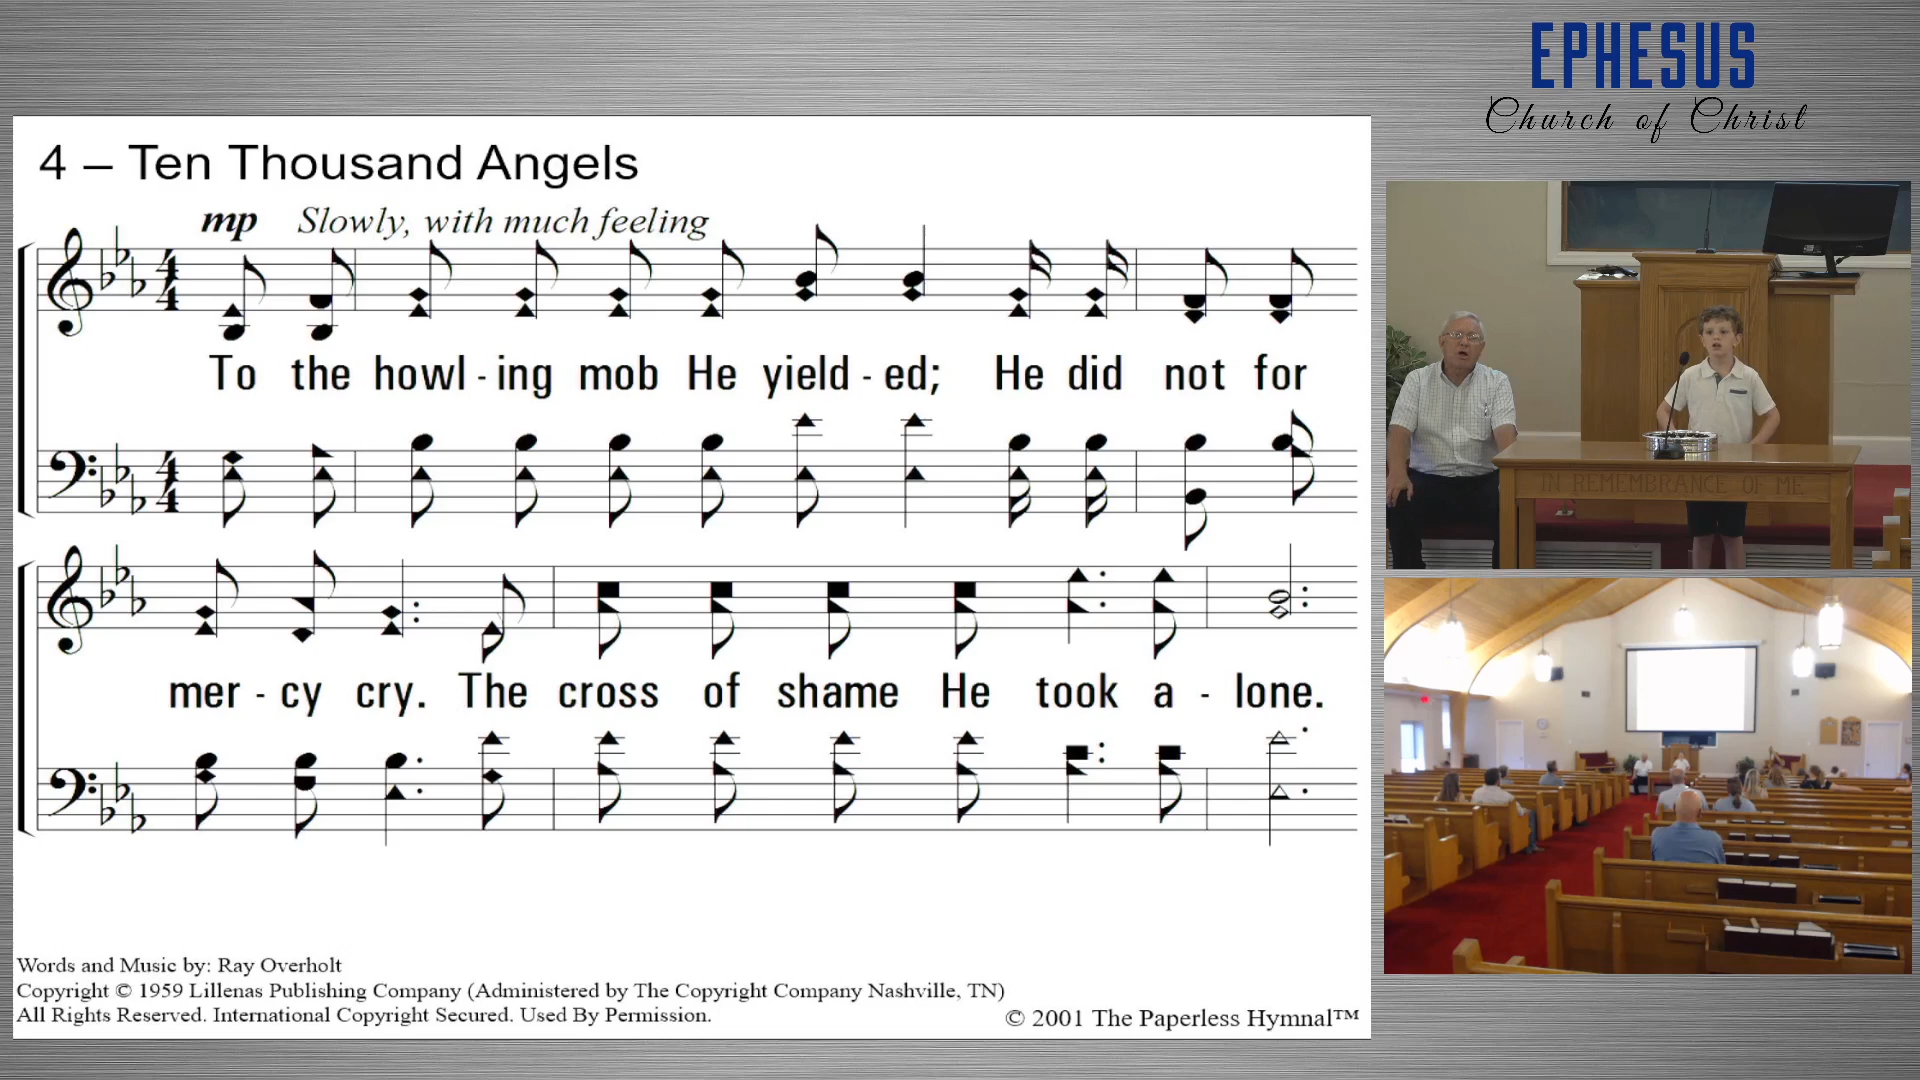 EPHESUS
Church of Christ
4 – Ten Thousand Angels
mp Slowly, with much feeling
To the howl - ing mob He yield - ed; He did not for
mer - cy cry. The cross of shame He took a - lone.
Words and Music by: Ray Overholt
Copyright © 1959 Lillenas Publishing Company (Administered by The Copyright Company Nashville, TN)
All Rights Reserved. International Copyright Secured. Used By Permission.
© 2001 The Paperless Hymnal™
IN REMEMBRANCE OF ME